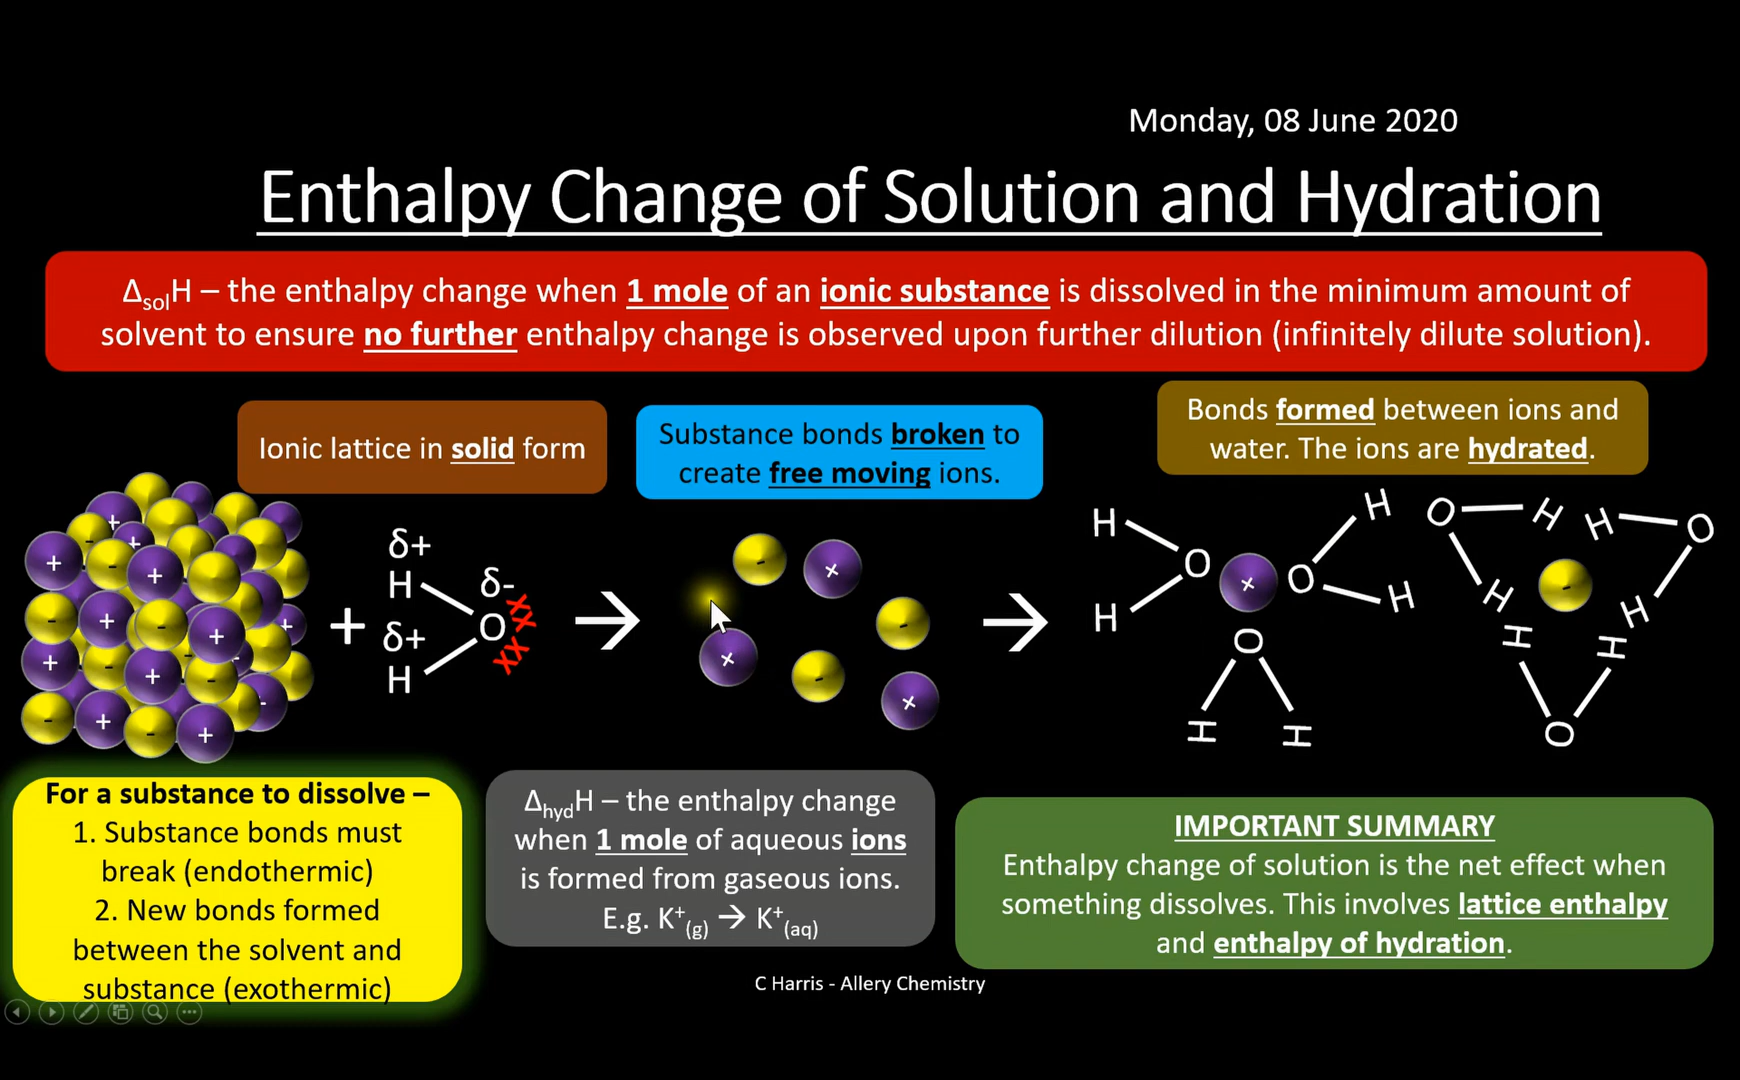 Monday, 08 June 2020
Enthalpy Change of Solution and Hydration
ΔsolH – the enthalpy change when 1 mole of an ionic substance is dissolved in the minimum amount of
solvent to ensure no further enthalpy change is observed upon further dilution (infinitely dilute solution).
Ionic lattice in solid form
Substance bonds broken to
create free moving ions.
Bonds formed between ions and
water. The ions are hydrated.
δ+
H
δ+
H
δ-
O
xx
xx
+
→
→
H
O
H
O
H
H
O
H
H
O
H
H
H
O
H
H
H
O
For a substance to dissolve –
1. Substance bonds must
break (endothermic)
2. New bonds formed
between the solvent and
substance (exothermic)
ΔhydH – the enthalpy change
when 1 mole of aqueous ions
is formed from gaseous ions.
E.g. K⁺(g) → K⁺(aq)
IMPORTANT SUMMARY
Enthalpy change of solution is the net effect when
something dissolves. This involves lattice enthalpy
and enthalpy of hydration.
C Harris - Allery Chemistry